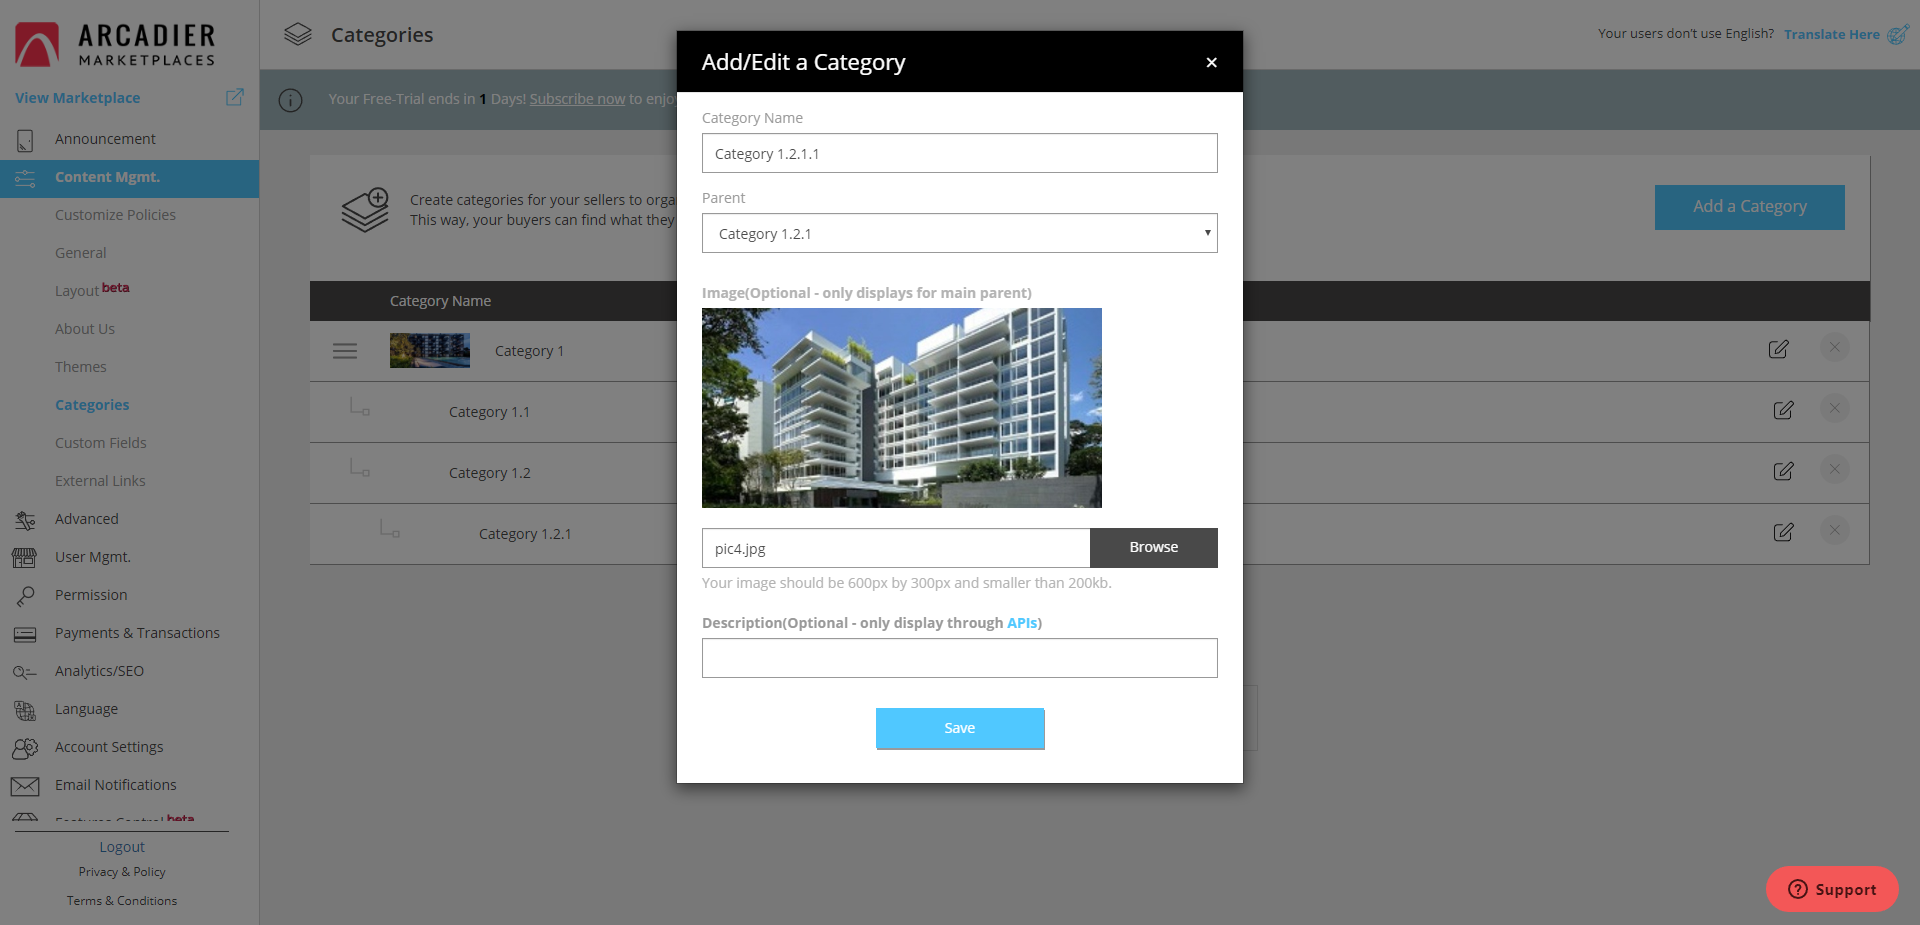 ARCADIER
MARKETPLACES
View Marketplace
Announcement
Content Mgmt.
Customize Policies
General
Layout beta
About Us
Themes
Categories
Custom Fields
External Links
Advanced
User Mgmt.
Permission
Payments & Transactions
Analytics/SEO
Language
Account Settings
Email Notifications
Features Control beta
Logout
Privacy & Policy
Terms & Conditions
Categories
Your users don't use English? Translate Here
Your Free-Trial ends in 1 Days! Subscribe now to enjoy
Create categories for your sellers to orga
This way, your buyers can find what they
Add a Category
Category Name
Category 1
Category 1.1
Category 1.2
Category 1.2.1
Add/Edit a Category
Category Name
Category 1.2.1.1
Parent
Category 1.2.1
Image(Optional - only displays for main parent)
pic4.jpg
Browse
Your image should be 600px by 300px and smaller than 200kb.
Description(Optional - only display through APIs)
Save
Support